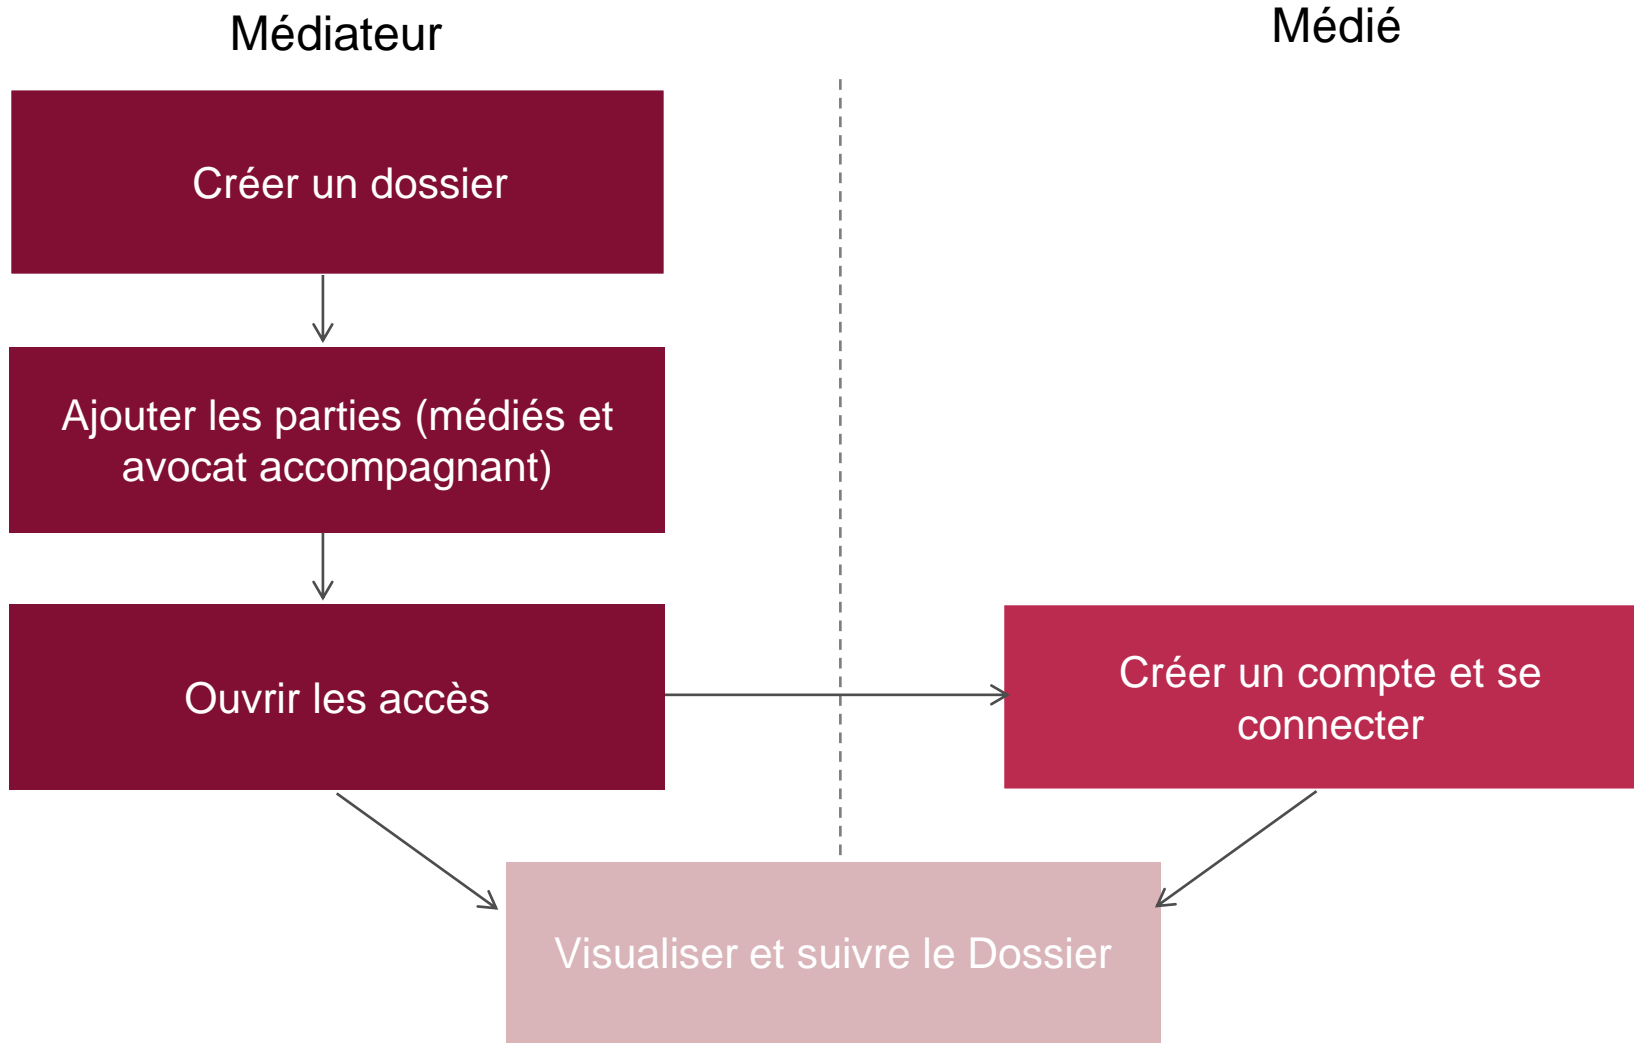 Médiateur
Médié
Créer un dossier
Ajouter les parties (médiés et
avocat accompagnant)
Ouvrir les accès
Créer un compte et se
connecter
Visualiser et suivre le Dossier